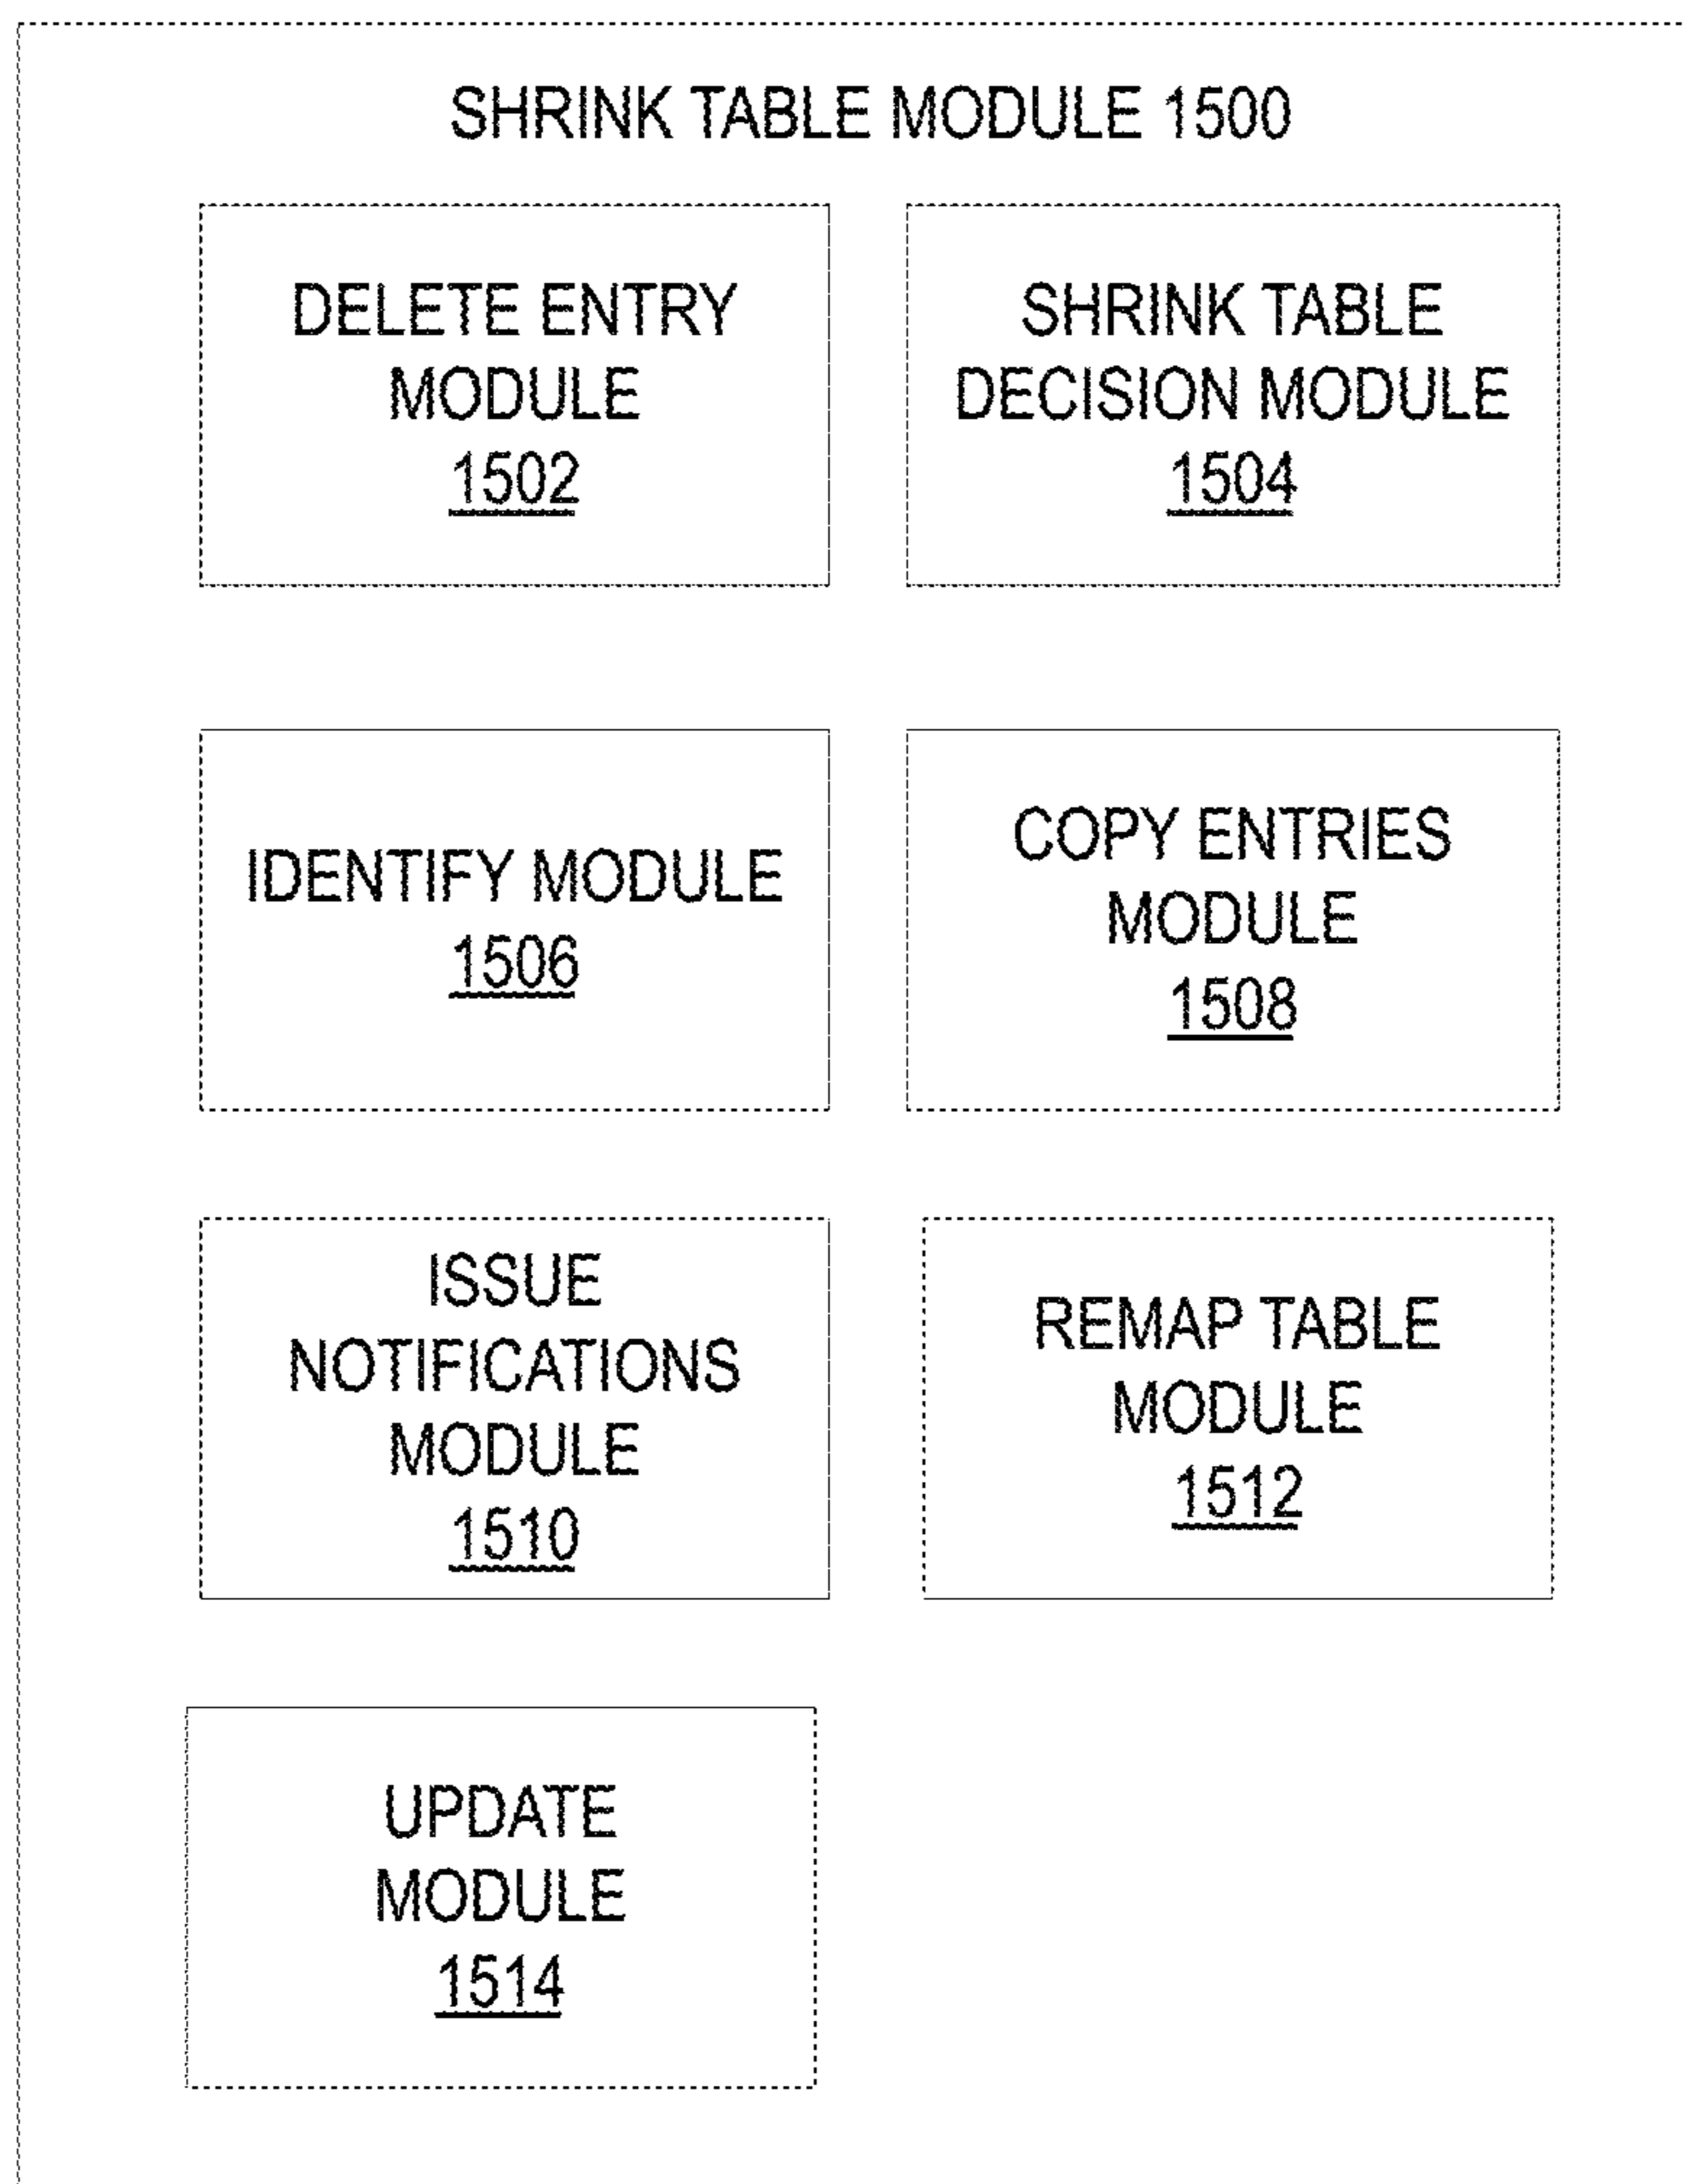 SHRINK TABLE MODULE 1500
DELETE ENTRY
MODULE
1502
SHRINK TABLE
DECISION MODULE
1504
IDENTIFY MODULE
1506
COPY ENTRIES
MODULE
1508
ISSUE
NOTIFICATIONS
MODULE
1510
REMAP TABLE
MODULE
1512
UPDATE
MODULE
1514